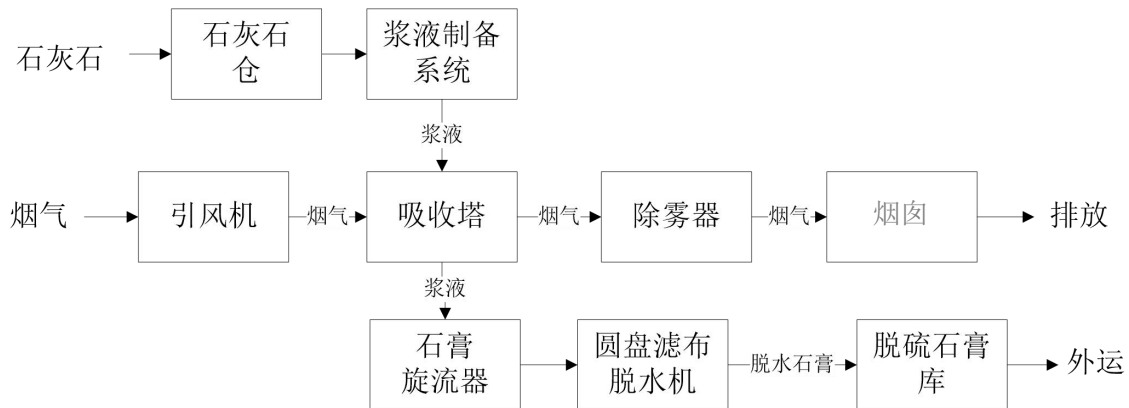 石灰石
石灰石
仓
浆液制备
系统
浆液
烟气
引风机
烟气
吸收塔
烟气
除雾器
烟气
烟囱
排放
浆液
石膏
旋流器
圆盘滤布
脱水机
脱水石膏
脱硫石膏
库
外运